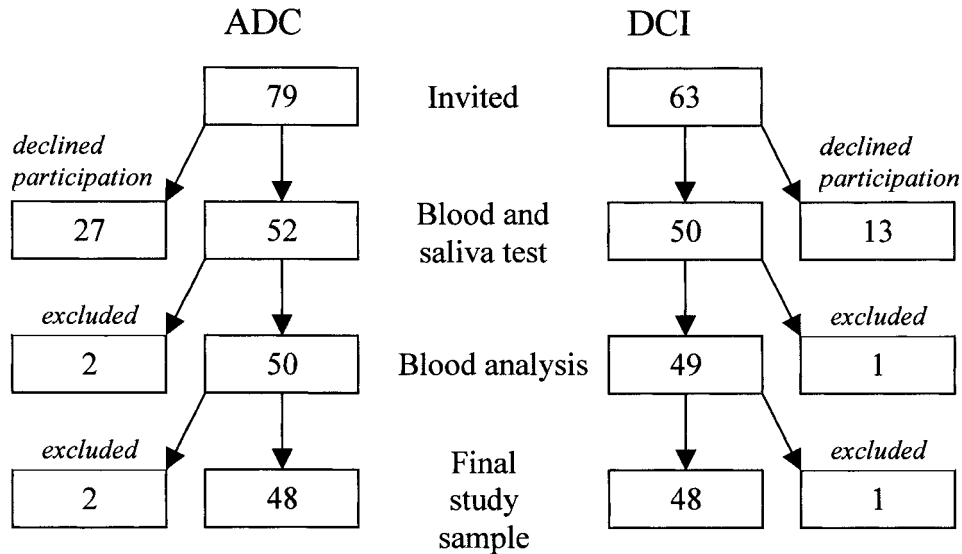 ADC DCI
79 Invited 63
declined
participation
declined
participation
27 52 Blood and
saliva test 50 13
excluded excluded
2 50 Blood analysis 49 1
excluded excluded
2 48 Final
study
sample 48 1